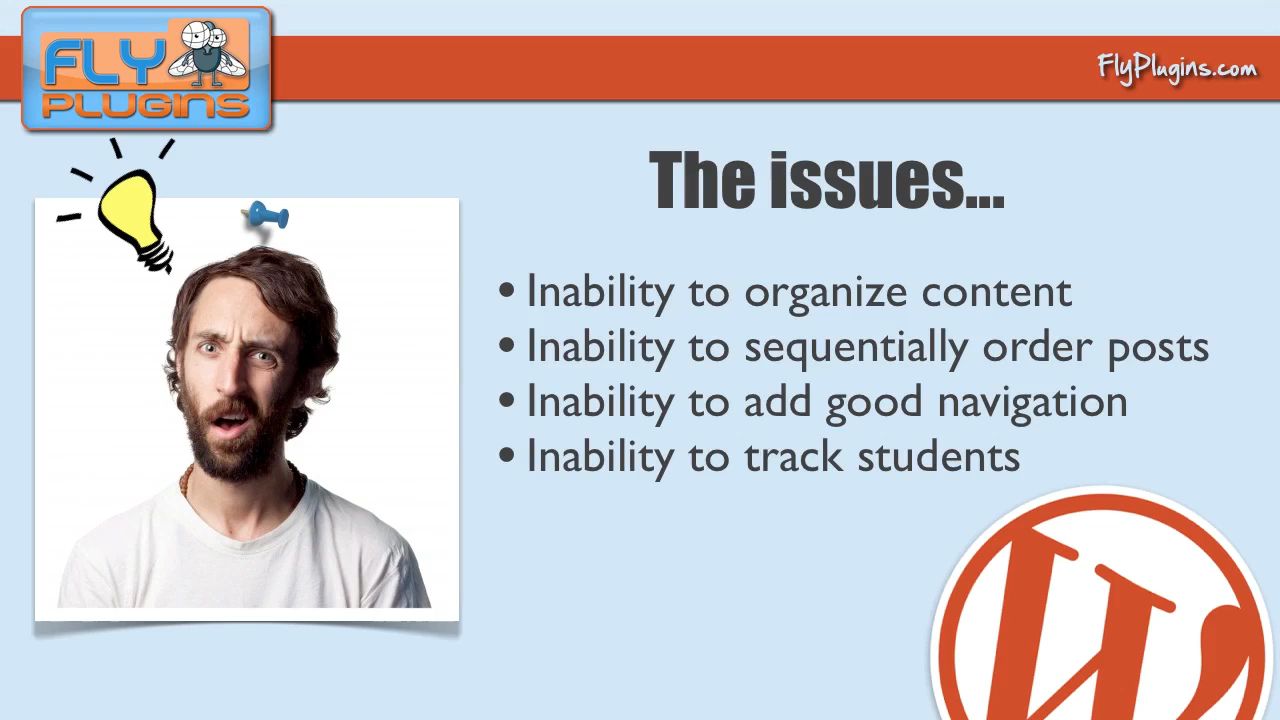 FLY
PLUGINS
FlyPlugins.com
The issues...
• Inability to organize content
• Inability to sequentially order posts
• Inability to add good navigation
• Inability to track students